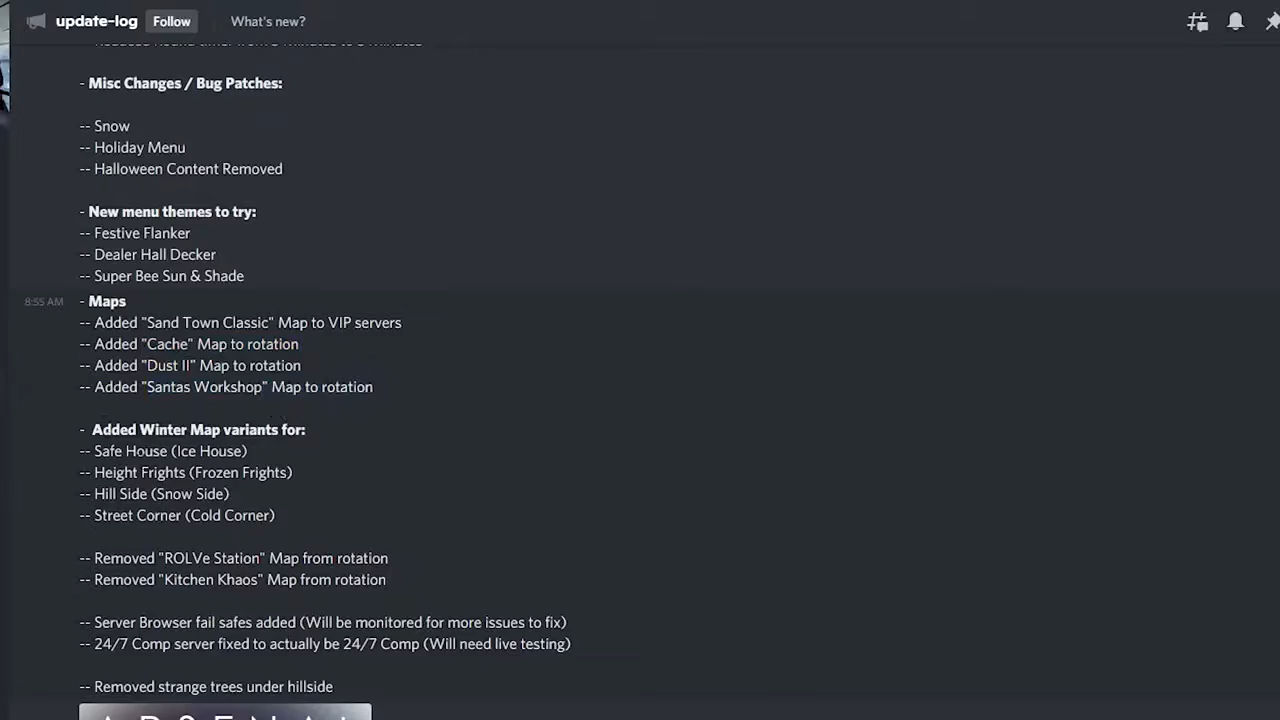 update-log Follow What's new?
- Misc Changes / Bug Patches:
-- Snow
-- Holiday Menu
-- Halloween Content Removed
- New menu themes to try:
-- Festive Flanker
-- Dealer Hall Decker
-- Super Bee Sun & Shade
8:55 AM - Maps
-- Added "Sand Town Classic" Map to VIP servers
-- Added "Cache" Map to rotation
-- Added "Dust II" Map to rotation
-- Added "Santas Workshop" Map to rotation
- Added Winter Map variants for:
-- Safe House (Ice House)
-- Height Frights (Frozen Frights)
-- Hill Side (Snow Side)
-- Street Corner (Cold Corner)
-- Removed "ROLVe Station" Map from rotation
-- Removed "Kitchen Khaos" Map from rotation
-- Server Browser fail safes added (Will be monitored for more issues to fix)
-- 24/7 Comp server fixed to actually be 24/7 Comp (Will need live testing)
-- Removed strange trees under hillside
ARSENAL